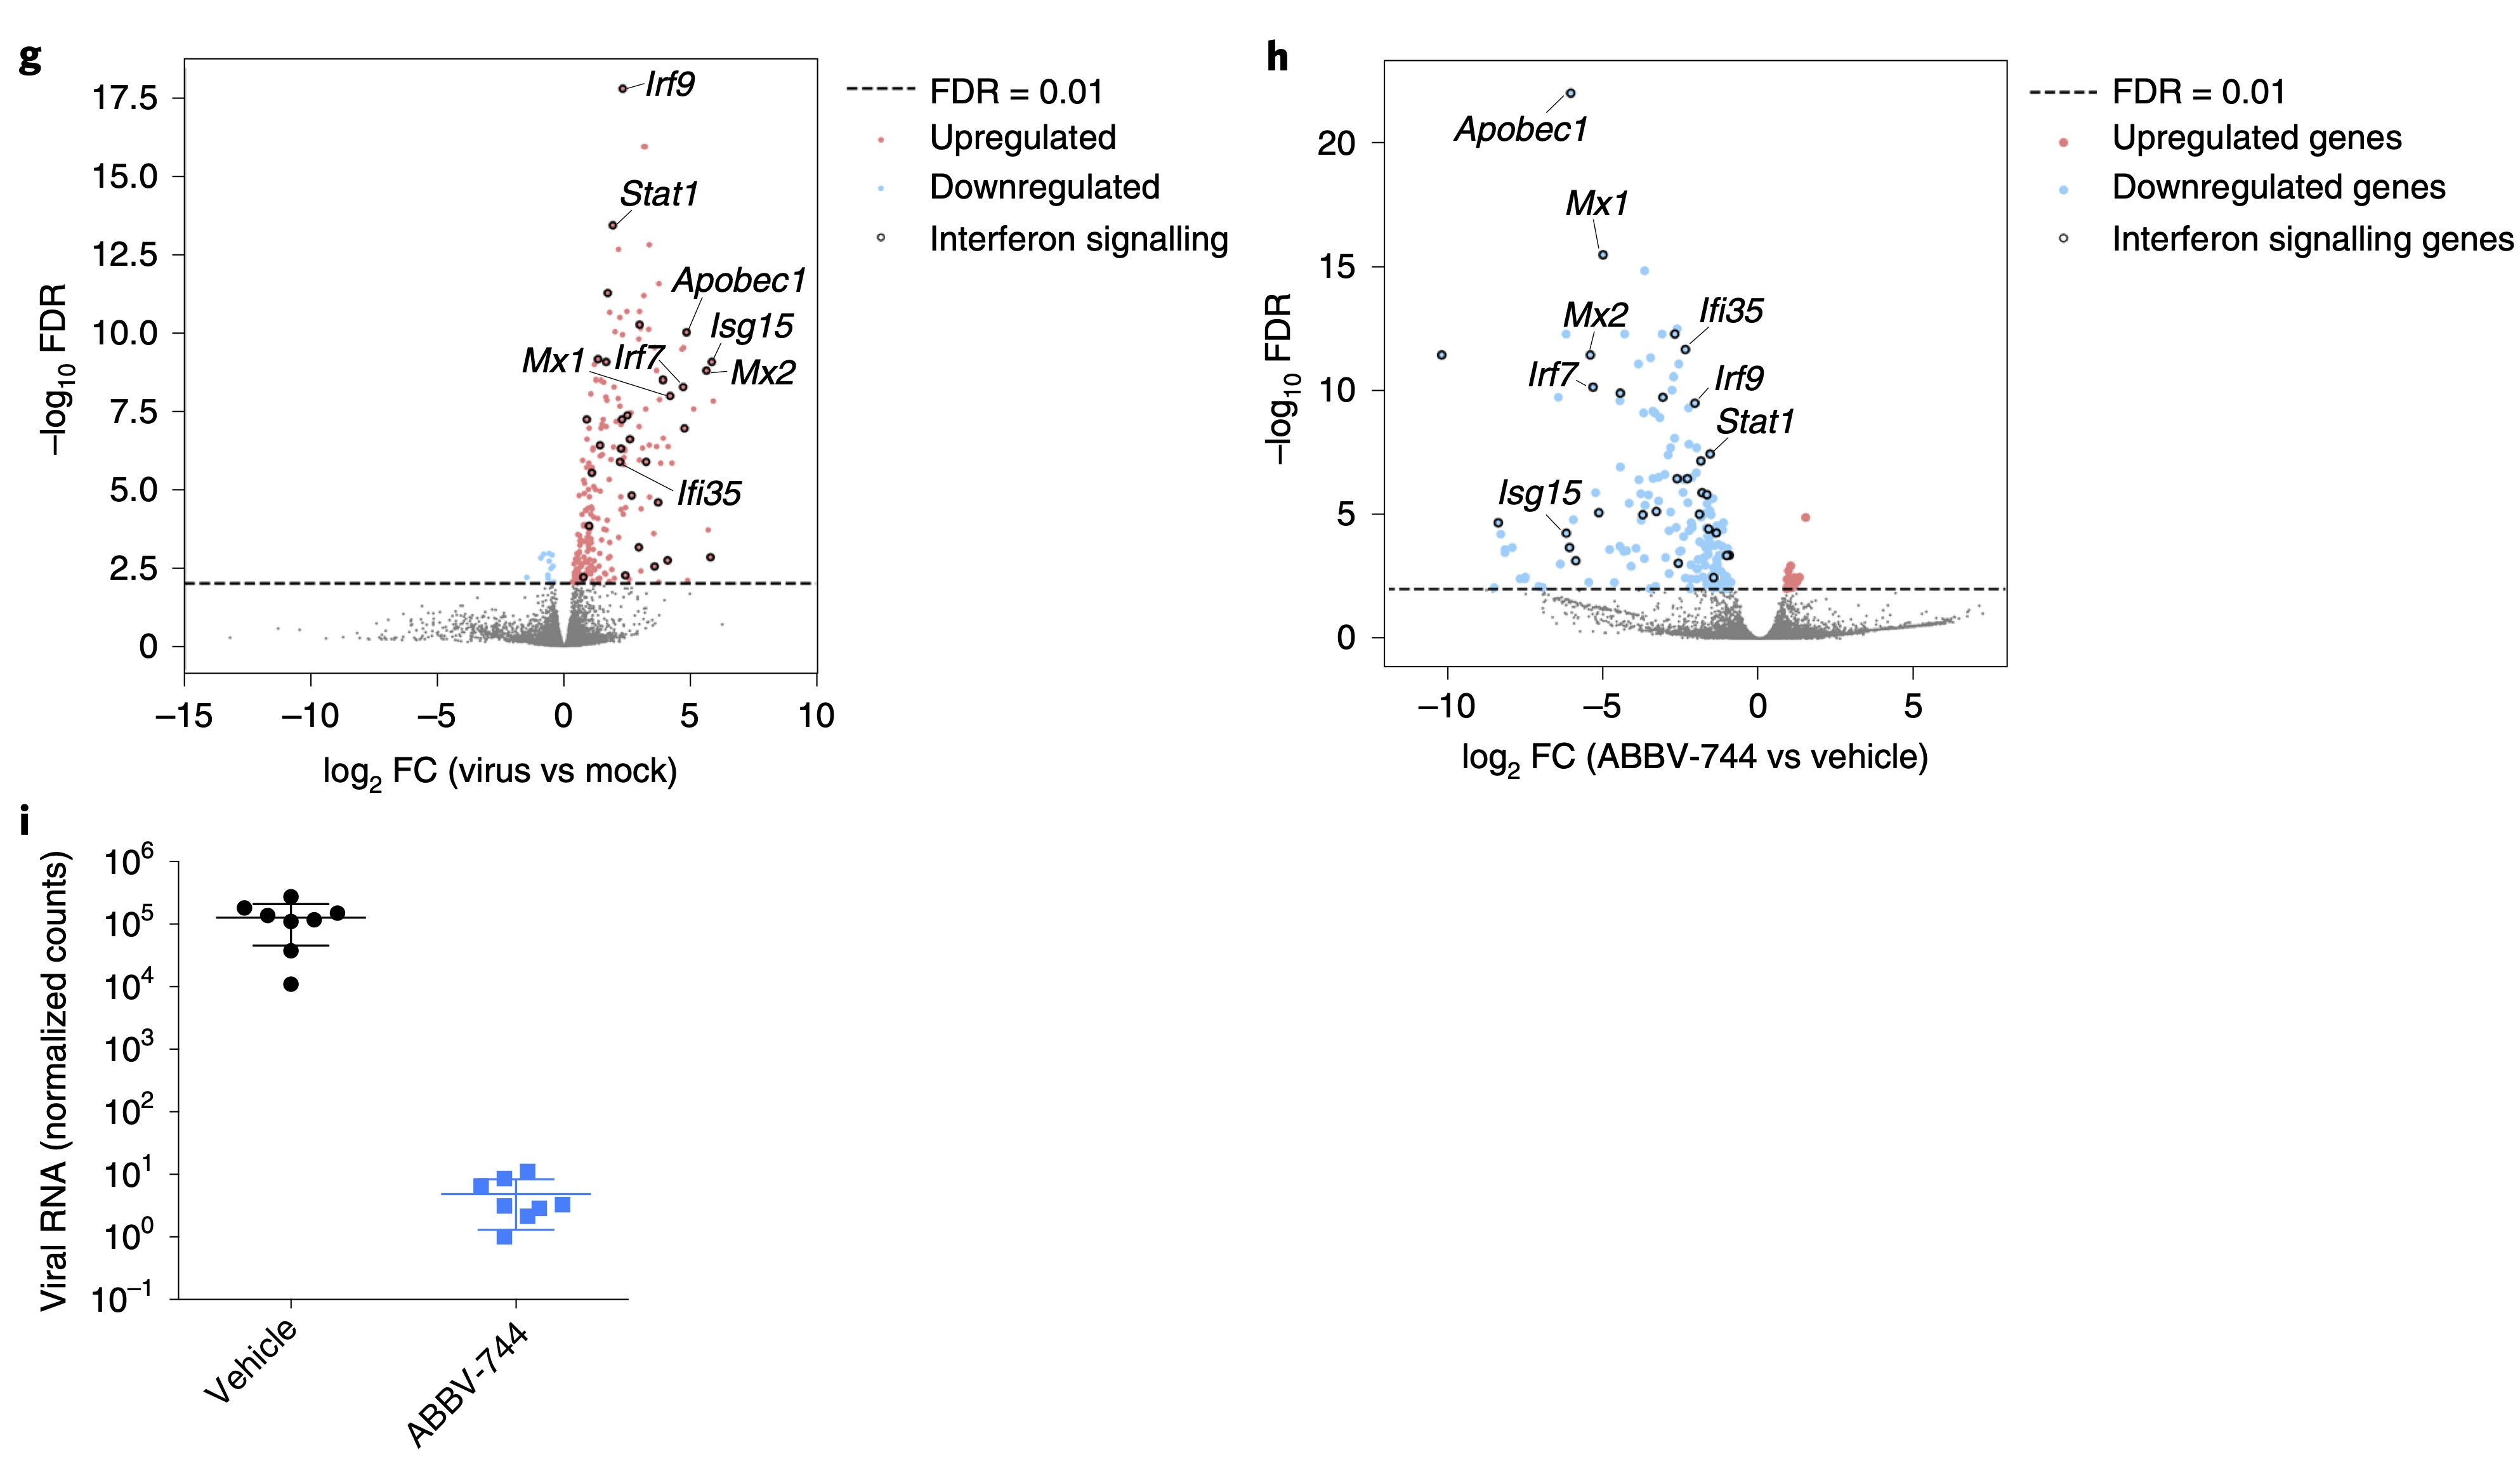 g
Irf9
Stat1
Apobec1
Isg15
Mx1
Irf7
Mx2
Ifi35
17.5
15.0
12.5
10.0
7.5
5.0
2.5
0
–log10 FDR
–15
–10
–5
0
5
10
log2 FC (virus vs mock)
FDR = 0.01
Upregulated
Downregulated
Interferon signalling
h
Apobec1
Mx1
Mx2
Ifi35
Irf7
Irf9
Stat1
Isg15
20
15
10
5
0
–log10 FDR
–10
–5
0
5
log2 FC (ABBV-744 vs vehicle)
FDR = 0.01
Upregulated genes
Downregulated genes
Interferon signalling genes
i
Viral RNA (normalized counts)
10^6
10^5
10^4
10^3
10^2
10^1
10^0
10^–1
Vehicle
ABBV-744